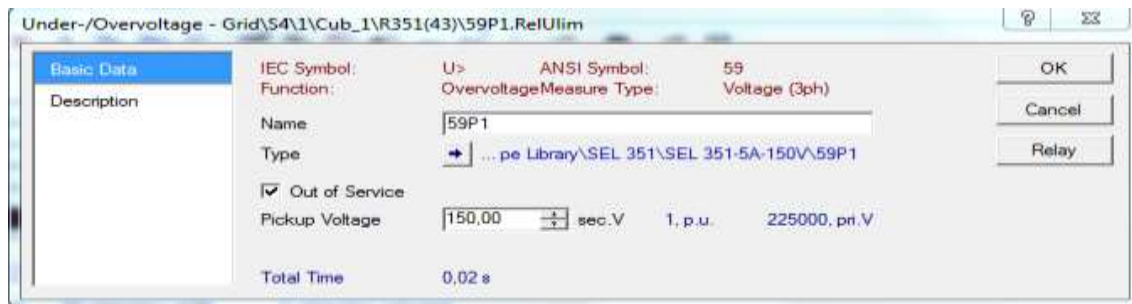 Under-/Overvoltage - Grid\S4\1\Cub_1\R351(43)\59P1.RelUlim
Basic Data
Description
IEC Symbol: U> ANSI Symbol: 59
Function: OvervoltageMeasure Type: Voltage (3ph)
Name 59P1
Type ... pe Library\SEL 351\SEL 351-5A-150V\59P1
Out of Service
Pickup Voltage 150,00 sec.V 1, p.u. 225000, pri.V
Total Time 0,02 s
OK
Cancel
Relay